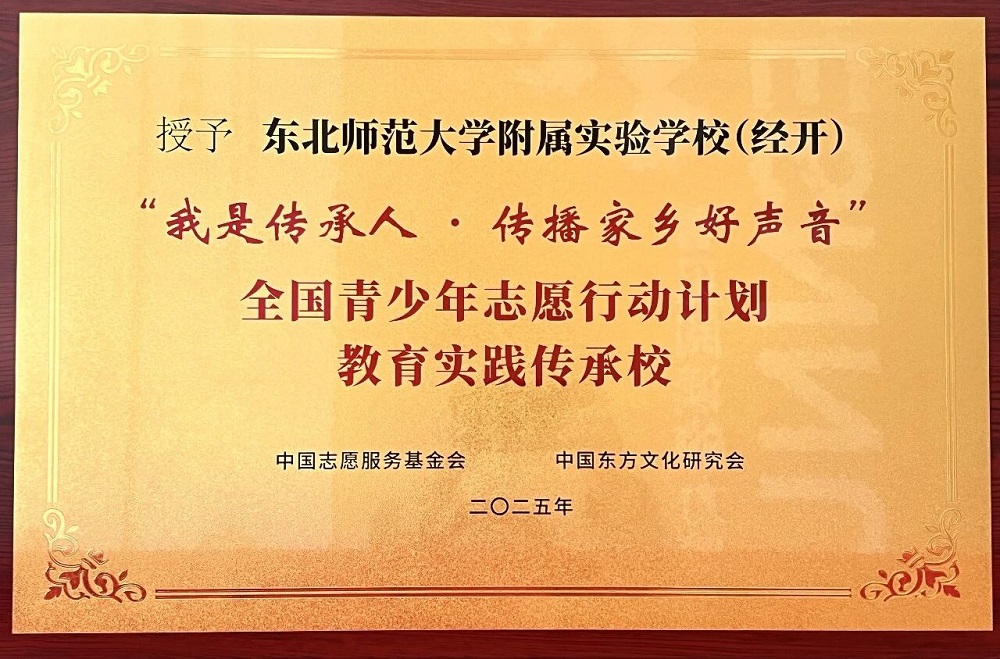 授予 东北师范大学附属实验学校(经开)
“我是传承人·传播家乡好声音”
全国青少年志愿行动计划
教育实践传承校
中国志愿服务基金会 中国东方文化研究会
二〇二五年